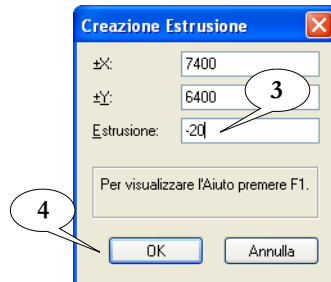 Creazione Estrusione
±X: 7400
±Y: 6400
3
Estrusione: -20
Per visualizzare l'Aiuto premere F1.
4
OK Annulla